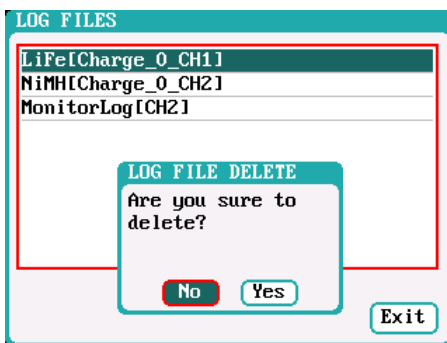 LOG FILES
LiFe[Charge_0_CH1]
NiMH[Charge_0_CH2]
MonitorLog[CH2]
LOG FILE DELETE
Are you sure to
delete?
No Yes
Exit